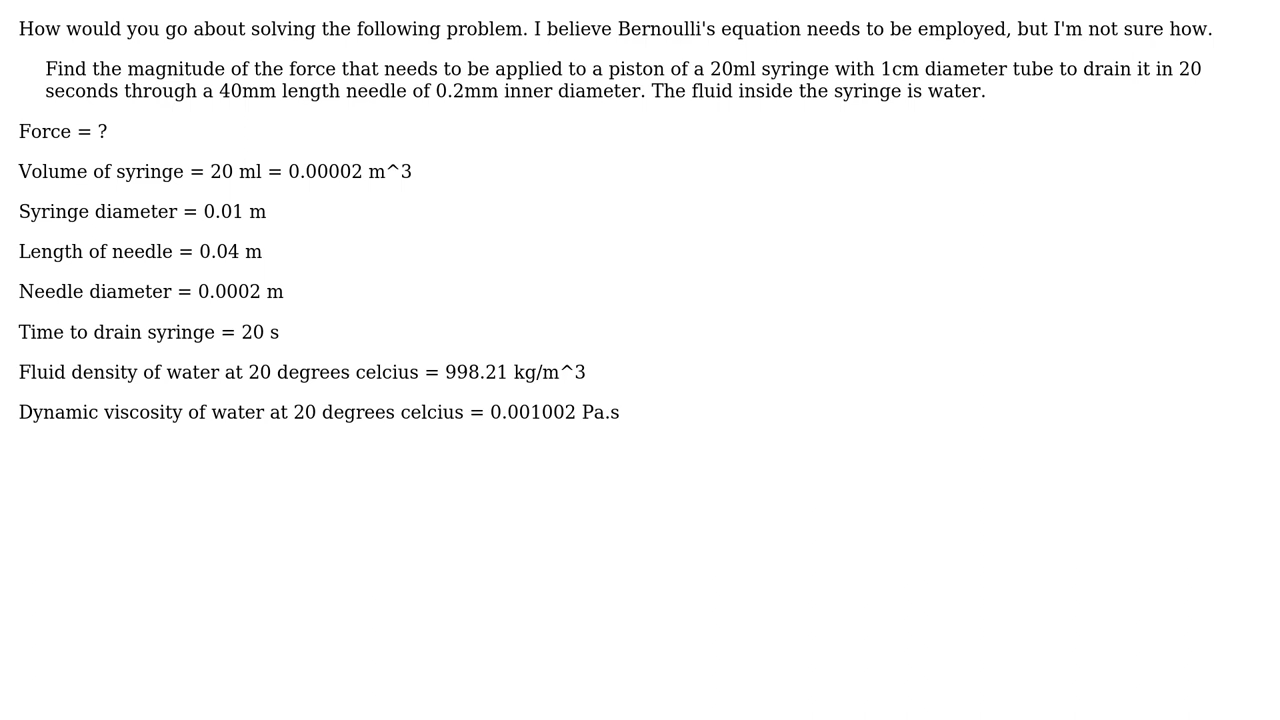 How would you go about solving the following problem. I believe Bernoulli's equation needs to be employed, but I'm not sure how.
Find the magnitude of the force that needs to be applied to a piston of a 20ml syringe with 1cm diameter tube to drain it in 20
seconds through a 40mm length needle of 0.2mm inner diameter. The fluid inside the syringe is water.
Force = ?
Volume of syringe = 20 ml = 0.00002 m^3
Syringe diameter = 0.01 m
Length of needle = 0.04 m
Needle diameter = 0.0002 m
Time to drain syringe = 20 s
Fluid density of water at 20 degrees celcius = 998.21 kg/m^3
Dynamic viscosity of water at 20 degrees celcius = 0.001002 Pa.s